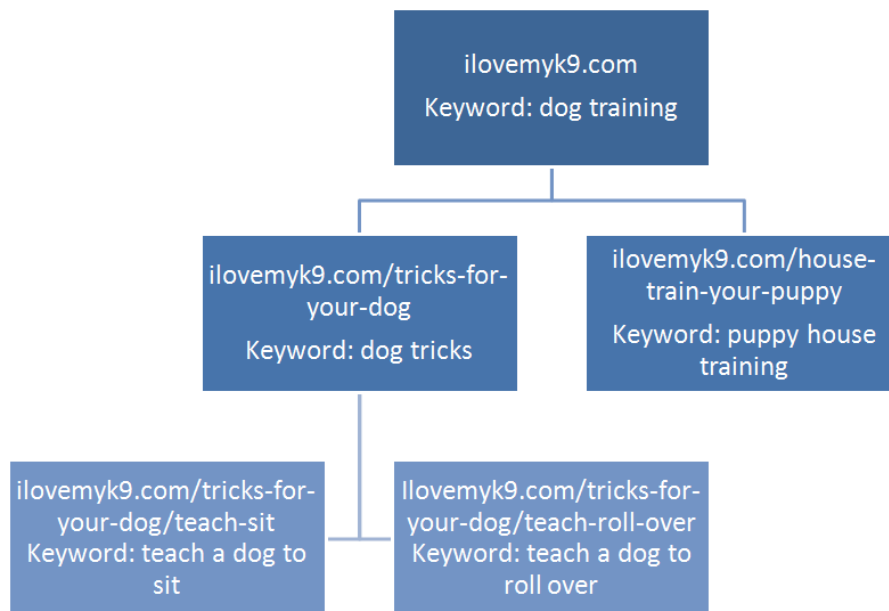 ilovemyk9.com
Keyword: dog training
ilovemyk9.com/tricks-for-
your-dog
Keyword: dog tricks
ilovemyk9.com/house-
train-your-puppy
Keyword: puppy house
training
ilovemyk9.com/tricks-for-
your-dog/teach-sit
Keyword: teach a dog to
sit
Ilovemyk9.com/tricks-for-
your-dog/teach-roll-over
Keyword: teach a dog to
roll over